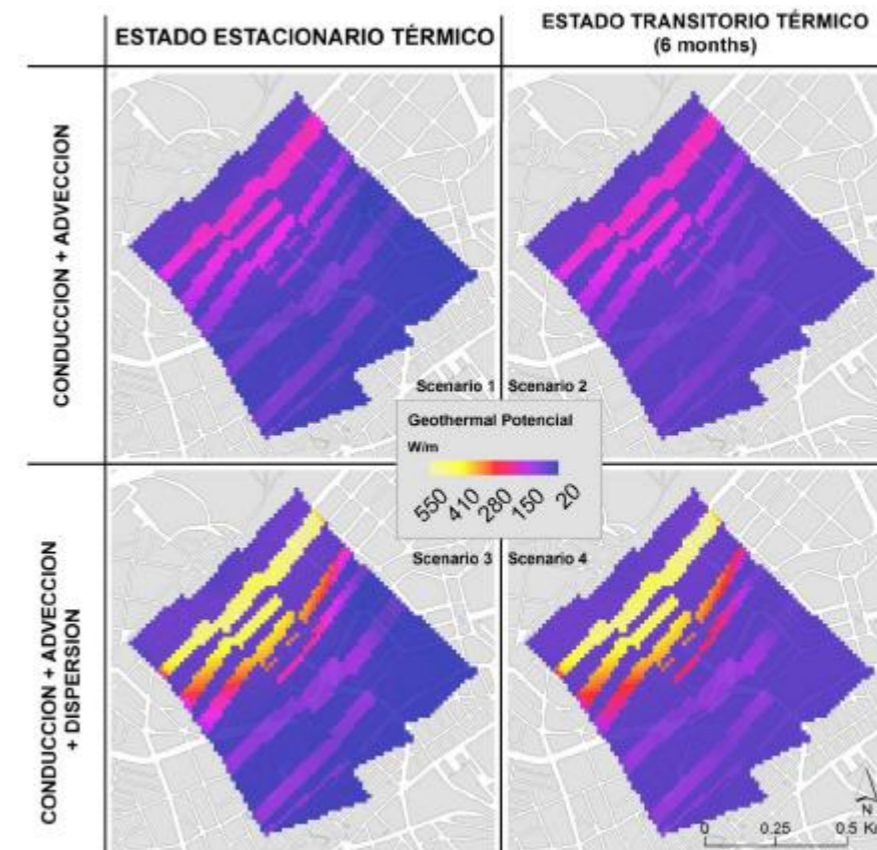 ESTADO ESTACIONARIO TÉRMICO
ESTADO TRANSITORIO TÉRMICO
(6 months)
CONDUCCION + ADVECCION
Scenario 1
Scenario 2
Geothermal Potencial
W/m
550 410 280 150 20
CONDUCCION + ADVECCION
+ DISPERSION
Scenario 3
Scenario 4
N
0 0.25 0.5 K